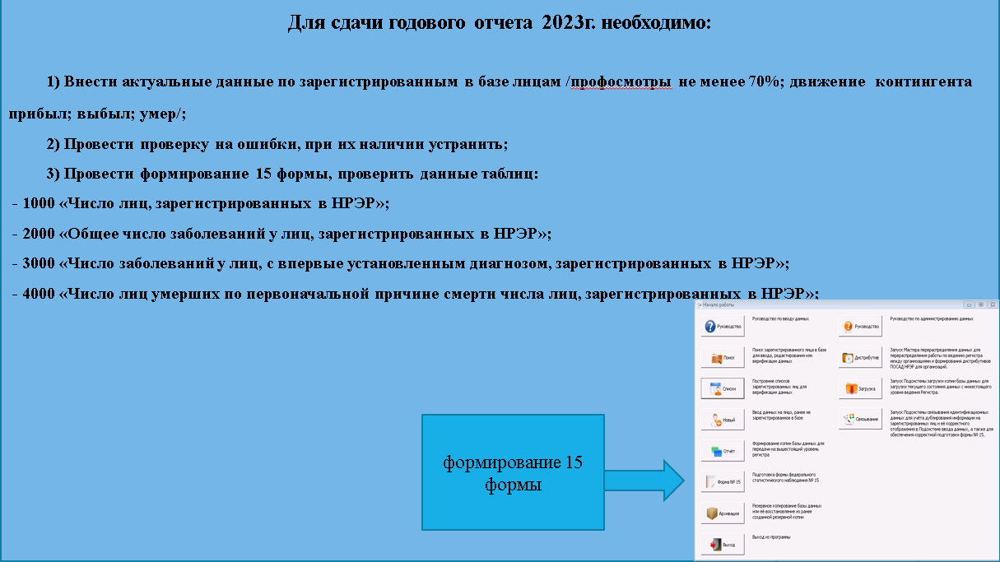 Для сдачи годового отчета 2023г. необходимо:
1) Внести актуальные данные по зарегистрированным в базе лицам /профосмотры не менее 70%; движение контингента
прибыл; выбыл; умер/;
2) Провести проверку на ошибки, при их наличии устранить;
3) Провести формирование 15 формы, проверить данные таблиц:
- 1000 «Число лиц, зарегистрированных в НРЭР»;
- 2000 «Общее число заболеваний у лиц, зарегистрированных в НРЭР»;
- 3000 «Число заболеваний у лиц, с впервые установленным диагнозом, зарегистрированных в НРЭР»;
- 4000 «Число лиц умерших по первоначальной причине смерти числа лиц, зарегистрированных в НРЭР»;
формирование 15
формы
Начало работы
Руководство
Руководство по вводу данных
Поиск
Поиск зарегистрированного лица в базе
для ввода, редактирования или
верификации данных
Списки
Построение списков
зарегистрированных лиц для
верификации данных
Новый
Ввод данных на лицо, ранее не
зарегистрированное в базе
Отчёт
Формирование копии базы данных для
передачи на вышестоящий уровень
регистра
Форма № 15
Подготовка формы федерального
статистического наблюдения № 15
Архивация
Резервное копирование базы данных
или её восстановление из ранее
созданной резервной копии
Выход
Выход из программы
Руководство
Руководство по администрированию данных
Дистрибутив
Запуск Мастера перераспределения данных для
перераспределения работы по ведению регистра
между организациями и формирования дистрибутивов
ПОСАД НРЭР для организаций.
Загрузка
Запуск Подсистемы загрузки копии базы данных для
загрузки текущего состояния данных с нижестоящего
уровня ведения Регистра.
Связывание
Запуск Подсистемы связывания идентификационных
данных для учёта дублирования информации на
зарегистрированных лиц и её корректного
отображения в Подсистеме ввода данных, а также для
обеспечения корректной подготовки формы № 15.